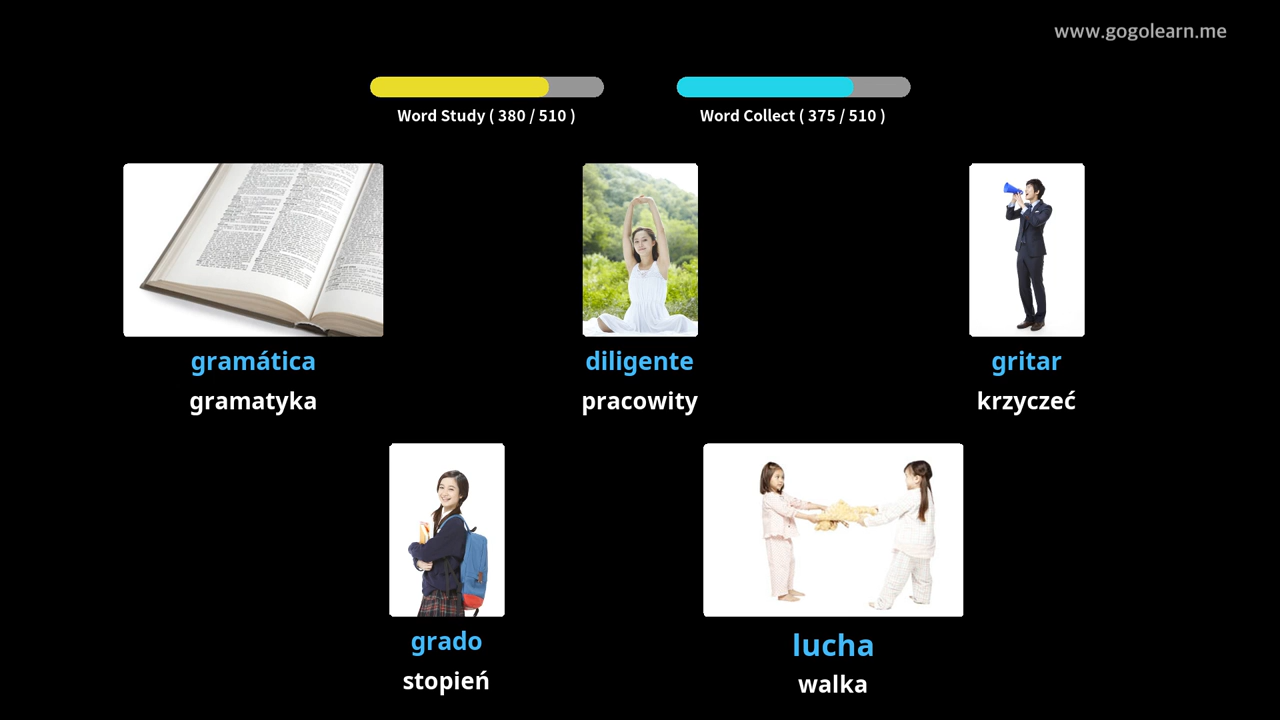 www.gogolearn.me
Word Study ( 380 / 510 )
Word Collect ( 375 / 510 )
gramática
gramatyka
diligente
pracowity
gritar
krzyczeć
grado
stopień
lucha
walka